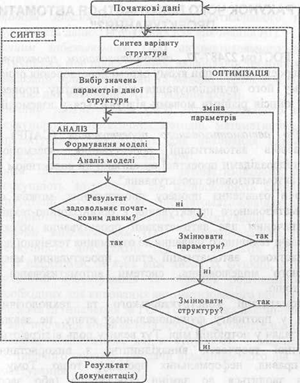 Початкові дані
СИНТЕЗ
Синтез варіанту
структури
ОПТИМІЗАЦІЯ
Вибір значень
параметрів даної
структури
зміна
параметрів
АНАЛІЗ
Формування моделі
Аналіз моделі
Результат
задовольняє почат-
ковим даним?
ні
так
Змінювати
параметри?
так
ні
Змінювати
структуру?
так
ні
Результат
(документація)